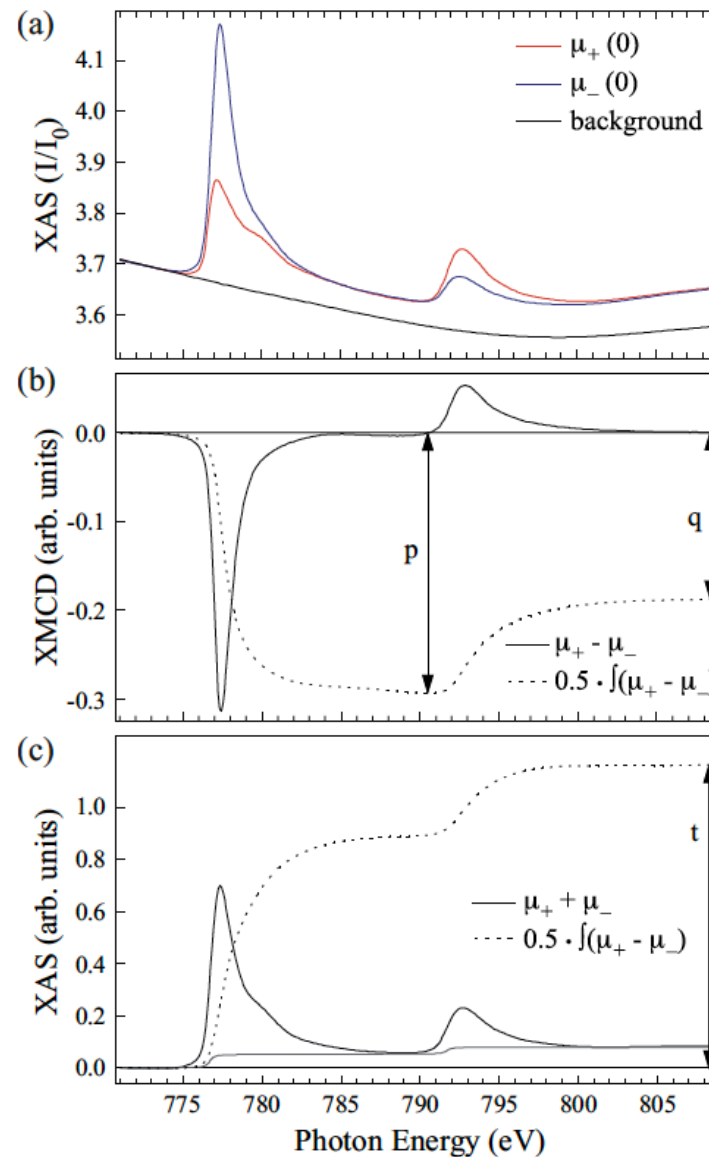 (a)
4.1
4.0
3.9
3.8
3.7
3.6
XAS (I/I₀)
μ₊ (0)
μ₋ (0)
background
(b)
0.0
-0.1
-0.2
-0.3
XMCD (arb. units)
p
q
μ₊ - μ₋
0.5 · ∫(μ₊ - μ₋)
(c)
1.0
0.8
0.6
0.4
0.2
0.0
XAS (arb. units)
t
μ₊ + μ₋
0.5 · ∫(μ₊ - μ₋)
775 780 785 790 795 800 805
Photon Energy (eV)